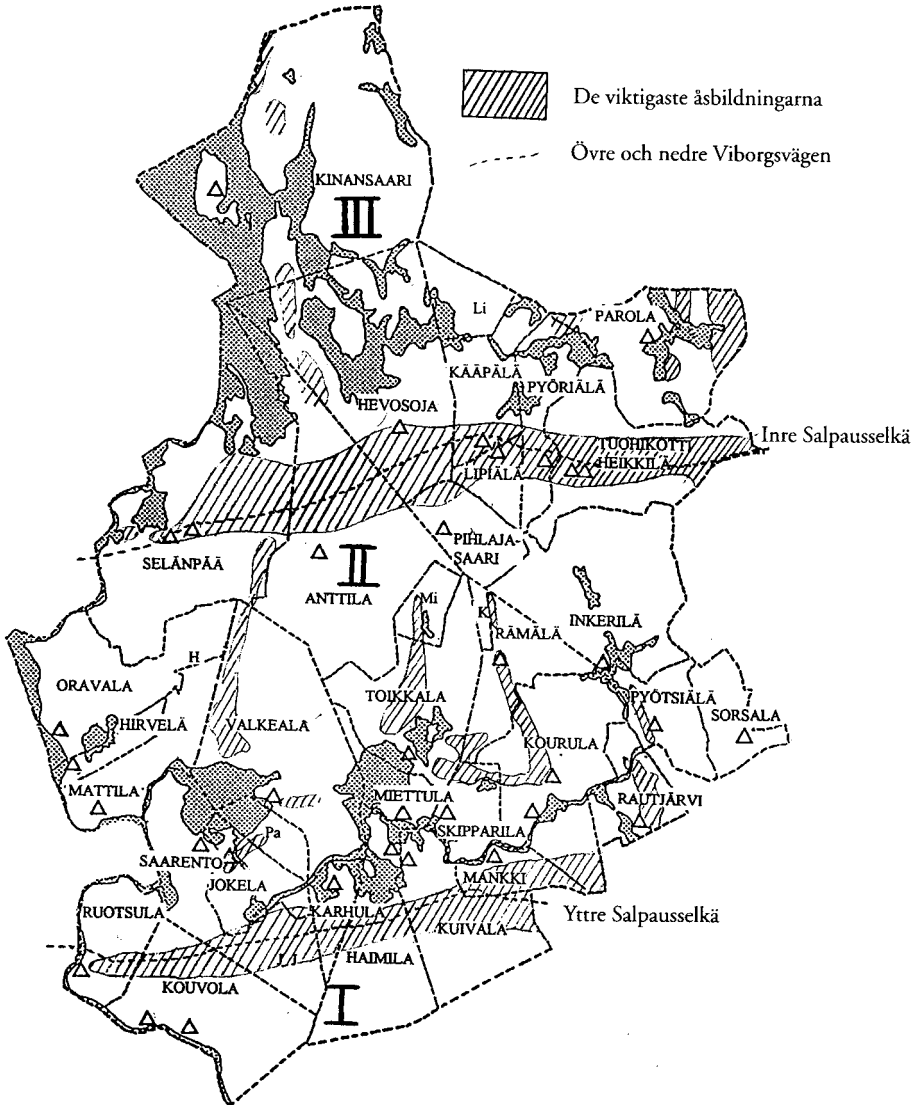 De viktigaste åsbildningarna
Övre och nedre Viborgsvägen
KINANSAARI
III
Li
PAROLA
KÄÄPÄLÄ
PYÖRIÄLÄ
HEVOSOJA
Inre Salpausselkä
TUOHIKOTTI
HEIKKILÄ
LIPIÄLÄ
PIHLAJA-
SAARI
SELÄNPÄÄ
II
ANTTILA
Mi
K
INKERILÄ
RÄMÄLÄ
H
ORAVALA
TOIKKALA
PYÖTSIÄLÄ
SORSALA
HIRVELÄ
VALKEALA
KOURULA
MATTILA
MIETTULA
RAUTJÄRVI
SKIPPARILA
Pa
SAARENTO
JOKELA
MANKKI
RUOTSULA
KARHULA
Yttre Salpausselkä
KUIVALA
HAIMILA
KOUVOLA
I